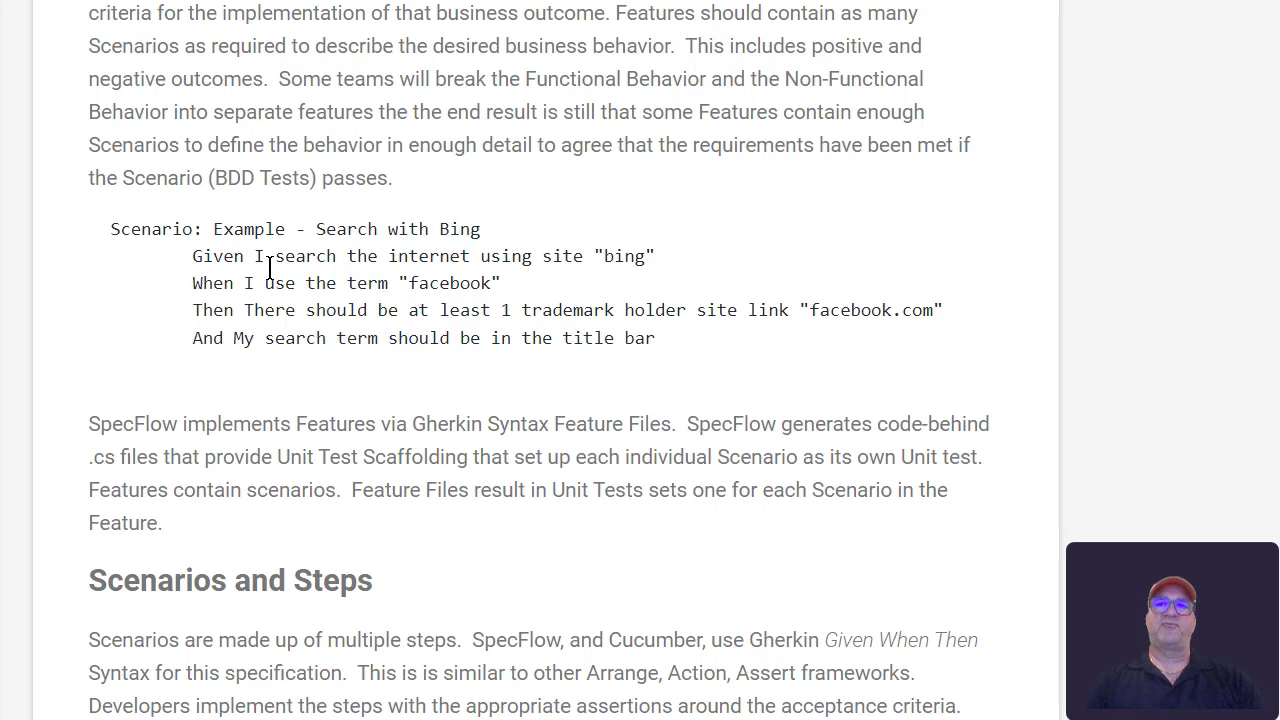 criteria for the implementation of that business outcome. Features should contain as many
Scenarios as required to describe the desired business behavior.  This includes positive and
negative outcomes.  Some teams will break the Functional Behavior and the Non-Functional
Behavior into separate features the the end result is still that some Features contain enough
Scenarios to define the behavior in enough detail to agree that the requirements have been met if
the Scenario (BDD Tests) passes.
Scenario: Example - Search with Bing
Given I search the internet using site "bing"
When I use the term "facebook"
Then There should be at least 1 trademark holder site link "facebook.com"
And My search term should be in the title bar
SpecFlow implements Features via Gherkin Syntax Feature Files.  SpecFlow generates code-behind
.cs files that provide Unit Test Scaffolding that set up each individual Scenario as its own Unit test.
Features contain scenarios.  Feature Files result in Unit Tests sets one for each Scenario in the
Feature.
Scenarios and Steps
Scenarios are made up of multiple steps.  SpecFlow, and Cucumber, use Gherkin Given When Then
Syntax for this specification.  This is is similar to other Arrange, Action, Assert frameworks.
Developers implement the steps with the appropriate assertions around the acceptance criteria.